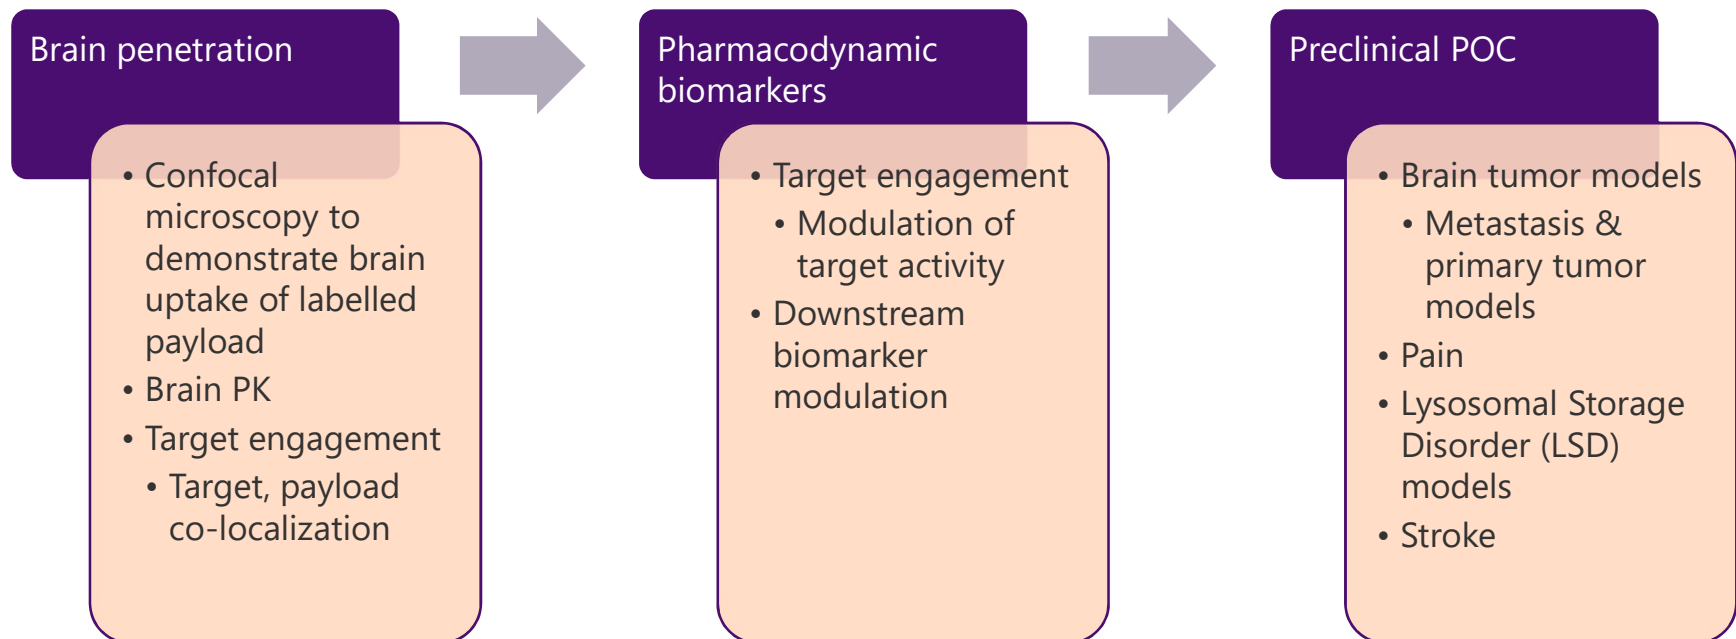 Brain penetration
• Confocal
microscopy to
demonstrate brain
uptake of labelled
payload
• Brain PK
• Target engagement
• Target, payload
co-localization
Pharmacodynamic
biomarkers
• Target engagement
• Modulation of
target activity
• Downstream
biomarker
modulation
Preclinical POC
• Brain tumor models
• Metastasis &
primary tumor
models
• Pain
• Lysosomal Storage
Disorder (LSD)
models
• Stroke